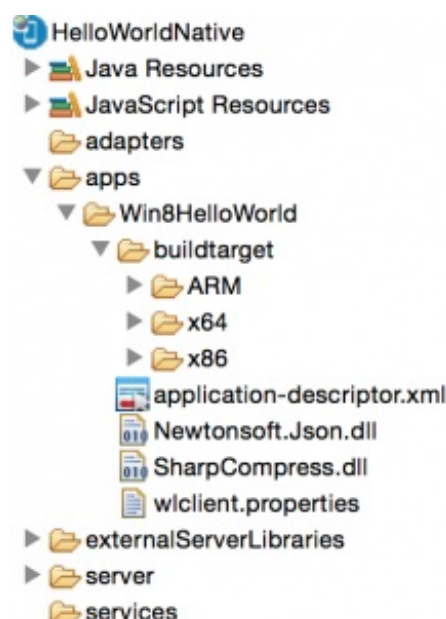 HelloWorldNative
Java Resources
JavaScript Resources
adapters
apps
Win8HelloWorld
buildtarget
ARM
x64
x86
application-descriptor.xml
Newtonsoft.Json.dll
SharpCompress.dll
wlclient.properties
externalServerLibraries
server
services